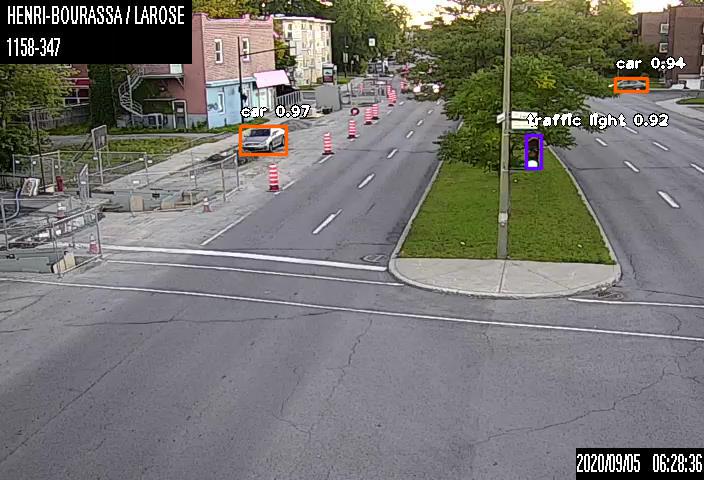 HENRI-BOURASSA / LAROSE
1158-347
car 0.94
car 0.97
traffic light 0.92
2020/09/05 06:28:36